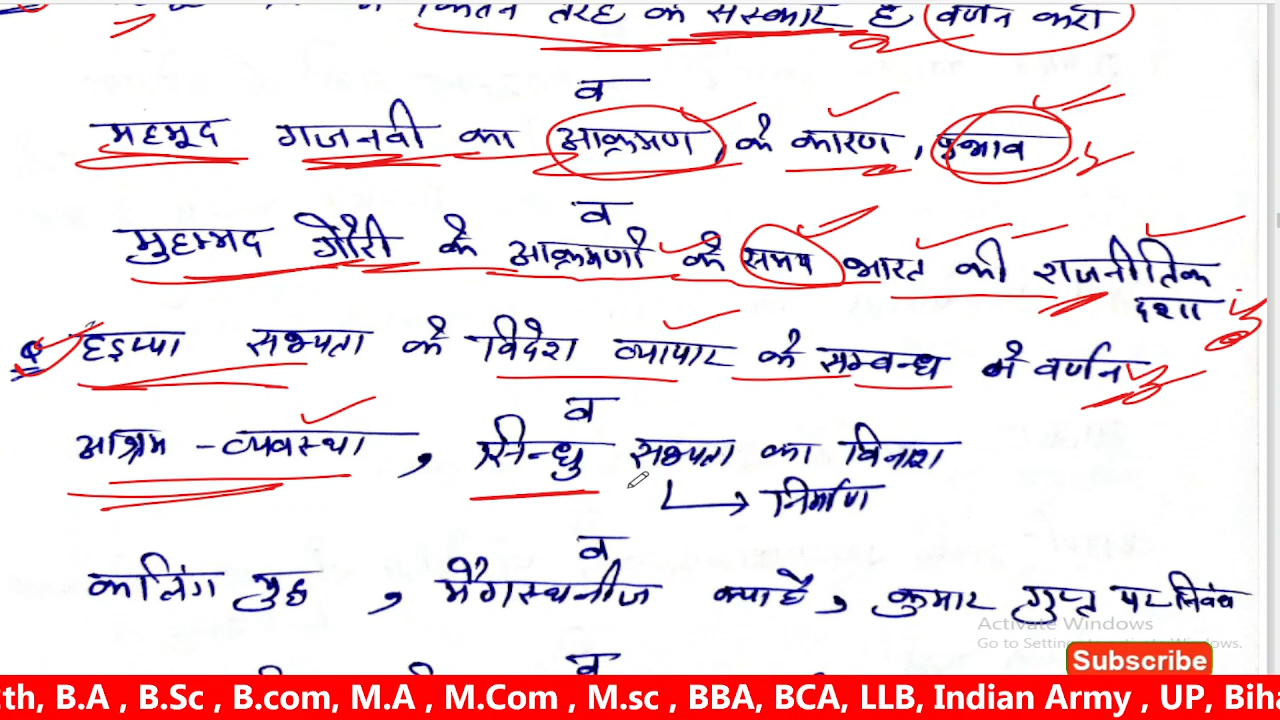 कितने तरह के संस्कार है वर्णन करो
व
महमूद गजनवी का आक्रमण, के कारण, प्रभाव
व
मुहम्मद गौरी के आक्रमणों के समय भारत की राजनीतिक
दशा
हड़प्पा सभ्यता के विदेश व्यापार के सम्बन्ध में वर्णन
व
आश्रम - व्यवस्था , सिन्धु सभ्यता का विनाश
निर्माण
व
कलिंग युद्ध , मेगस्थनीज क्या है, कुमार गुप्त पर निबंध
Activate Windows
Go to Settings to activate Windows.
व
Subscribe
th, B.A , B.Sc , B.com, M.A , M.Com , M.sc , BBA, BCA, LLB, Indian Army , UP, Biha